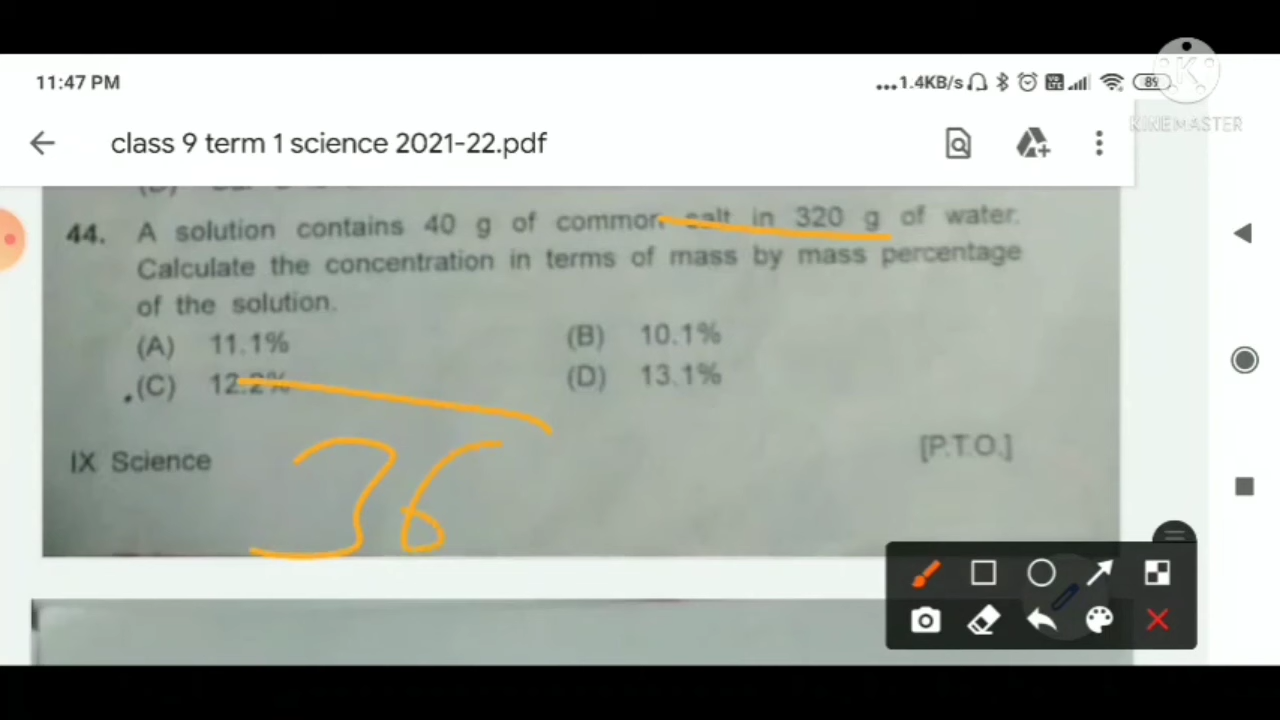 11:47 PM
1.4KB/s
89
KINEMASTER
class 9 term 1 science 2021-22.pdf
44. A solution contains 40 g of common salt in 320 g of water.
Calculate the concentration in terms of mass by mass percentage
of the solution.
(A) 11.1% (B) 10.1%
(C) 12.2% (D) 13.1%
IX Science [P.T.O.]
36